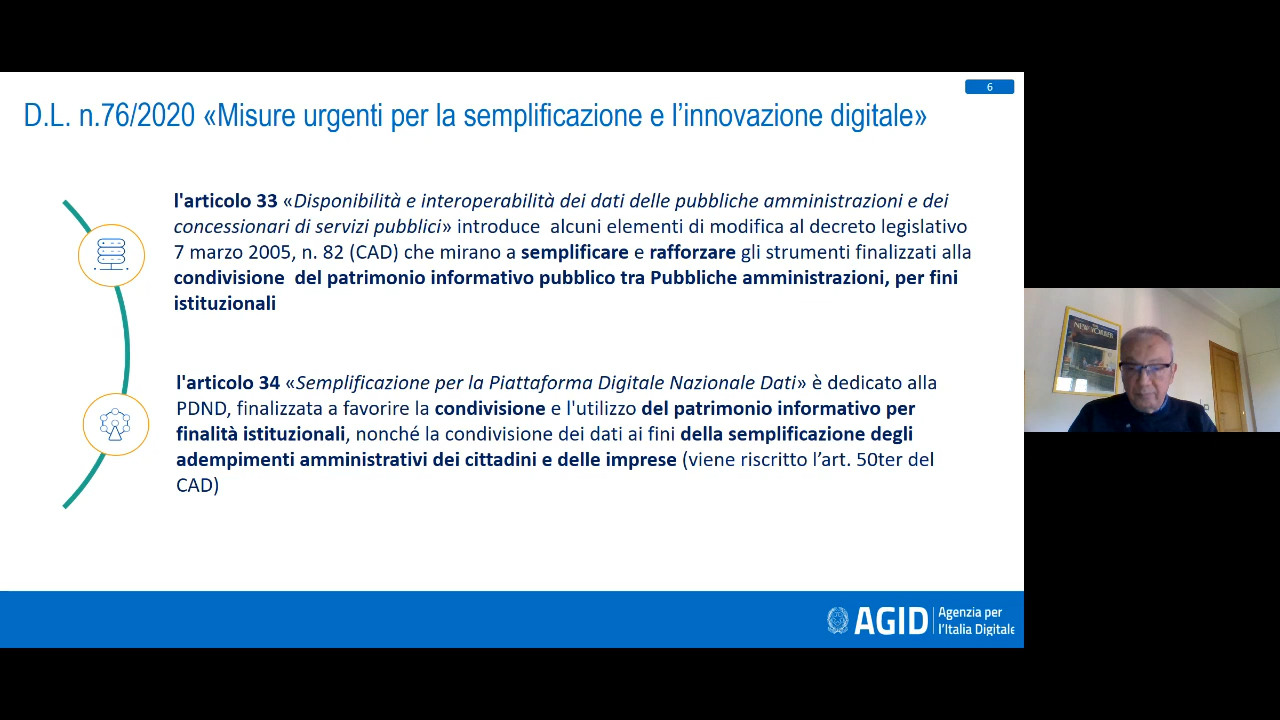 6
D.L. n.76/2020 «Misure urgenti per la semplificazione e l’innovazione digitale»
l'articolo 33 «Disponibilità e interoperabilità dei dati delle pubbliche amministrazioni e dei
concessionari di servizi pubblici» introduce  alcuni elementi di modifica al decreto legislativo
7 marzo 2005, n. 82 (CAD) che mirano a semplificare e rafforzare gli strumenti finalizzati alla
condivisione  del patrimonio informativo pubblico tra Pubbliche amministrazioni, per fini
istituzionali
l'articolo 34 «Semplificazione per la Piattaforma Digitale Nazionale Dati» è dedicato alla
PDND, finalizzata a favorire la condivisione e l'utilizzo del patrimonio informativo per
finalità istituzionali, nonché la condivisione dei dati ai fini della semplificazione degli
adempimenti amministrativi dei cittadini e delle imprese (viene riscritto l’art. 50ter del
CAD)
NEW YORKER
AGID
Agenzia per
l’Italia Digitale